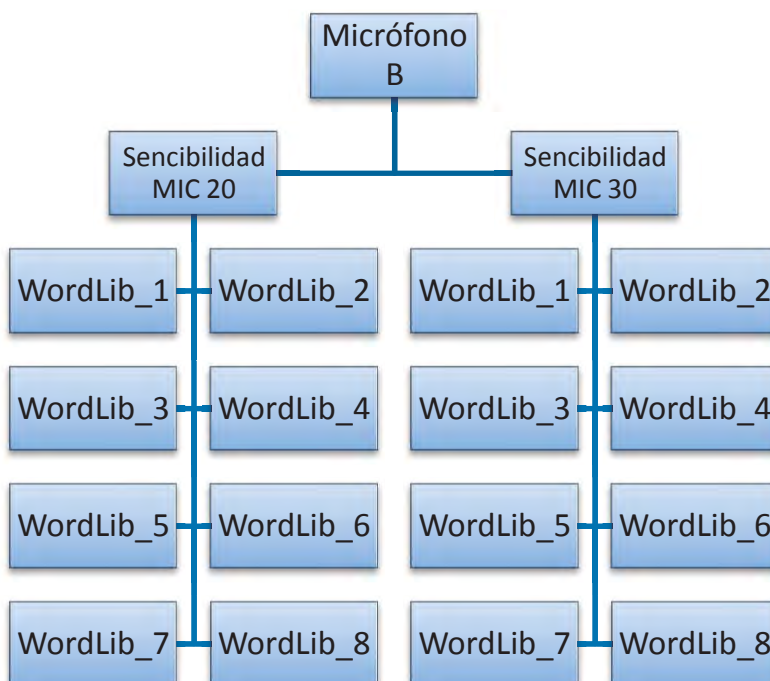 Micrófono
B
Sencibilidad
MIC 20
Sencibilidad
MIC 30
WordLib_1
WordLib_2
WordLib_1
WordLib_2
WordLib_3
WordLib_4
WordLib_3
WordLib_4
WordLib_5
WordLib_6
WordLib_5
WordLib_6
WordLib_7
WordLib_8
WordLib_7
WordLib_8